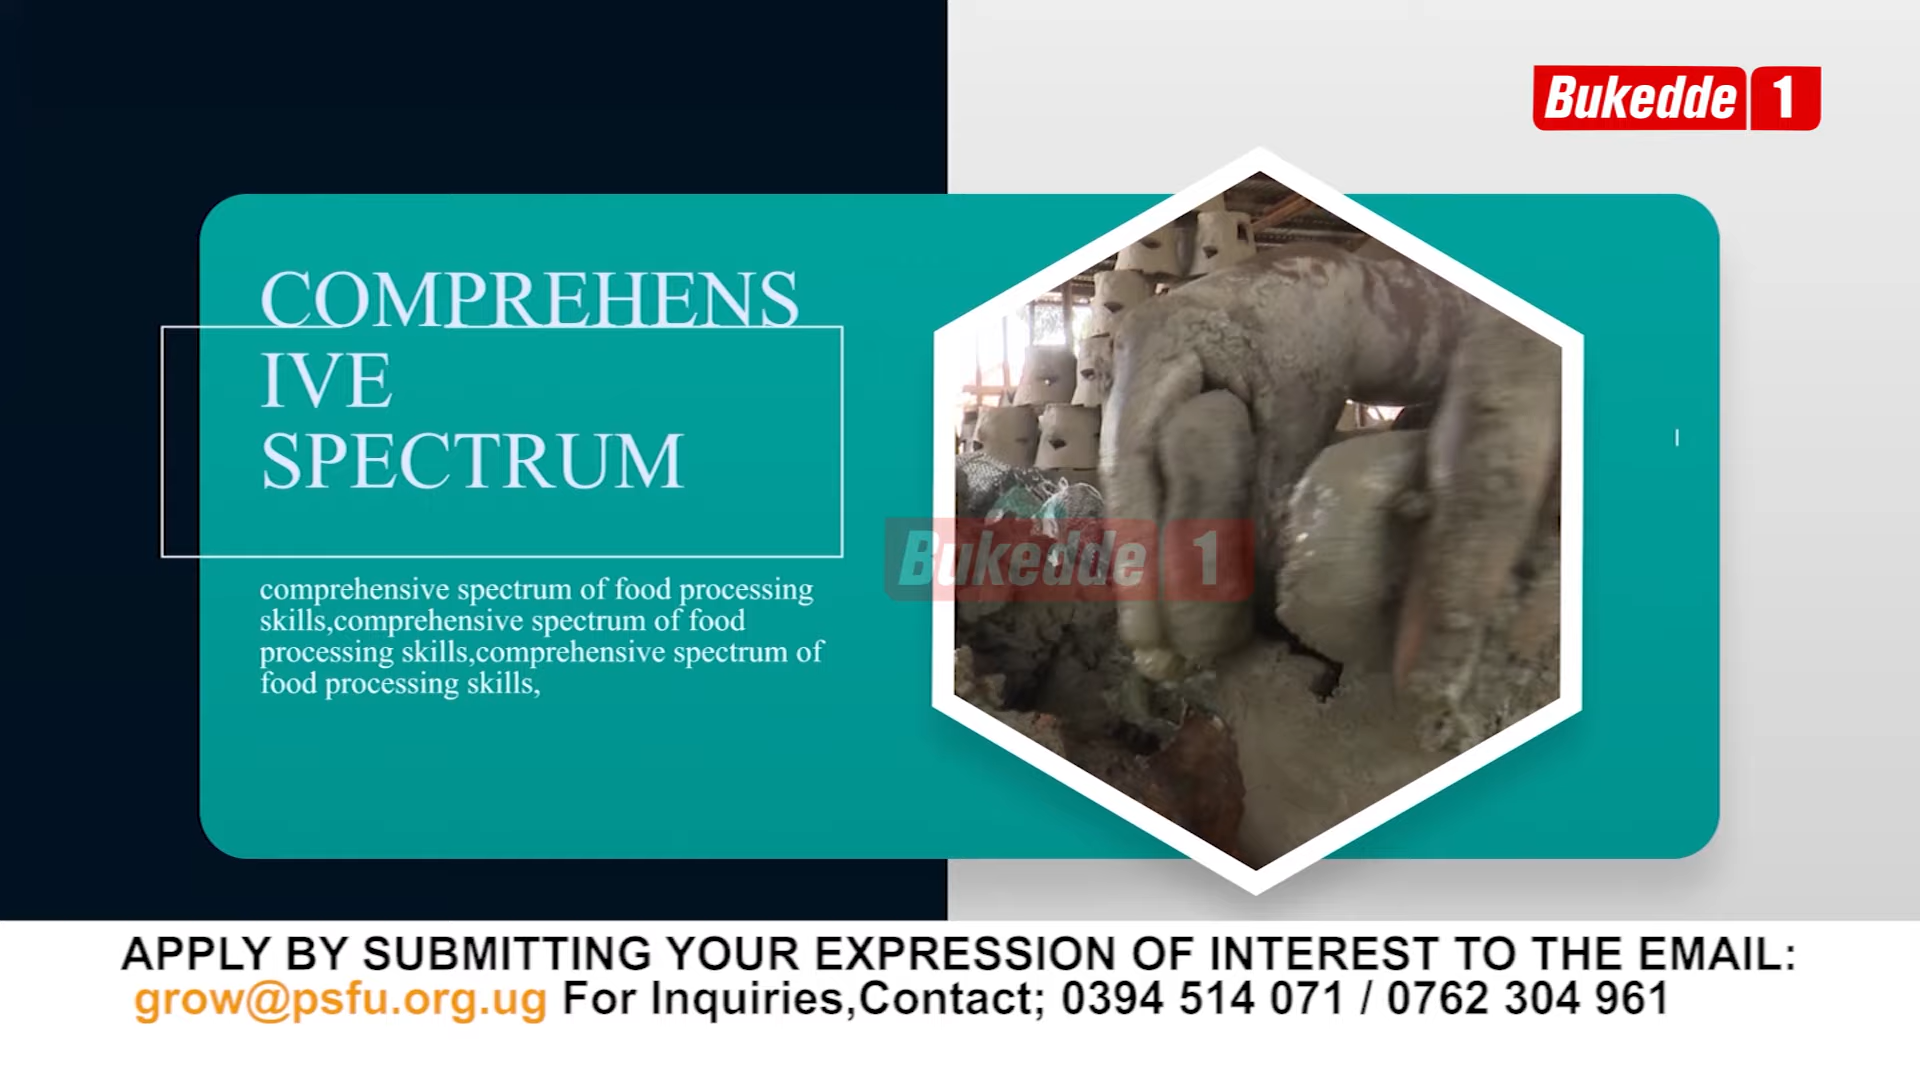 Bukedde 1
COMPREHENS
IVE
SPECTRUM
comprehensive spectrum of food processing
skills,comprehensive spectrum of food
processing skills,comprehensive spectrum of
food processing skills,
Bukedde 1
APPLY BY SUBMITTING YOUR EXPRESSION OF INTEREST TO THE EMAIL:
grow@psfu.org.ug For Inquiries,Contact; 0394 514 071 / 0762 304 961